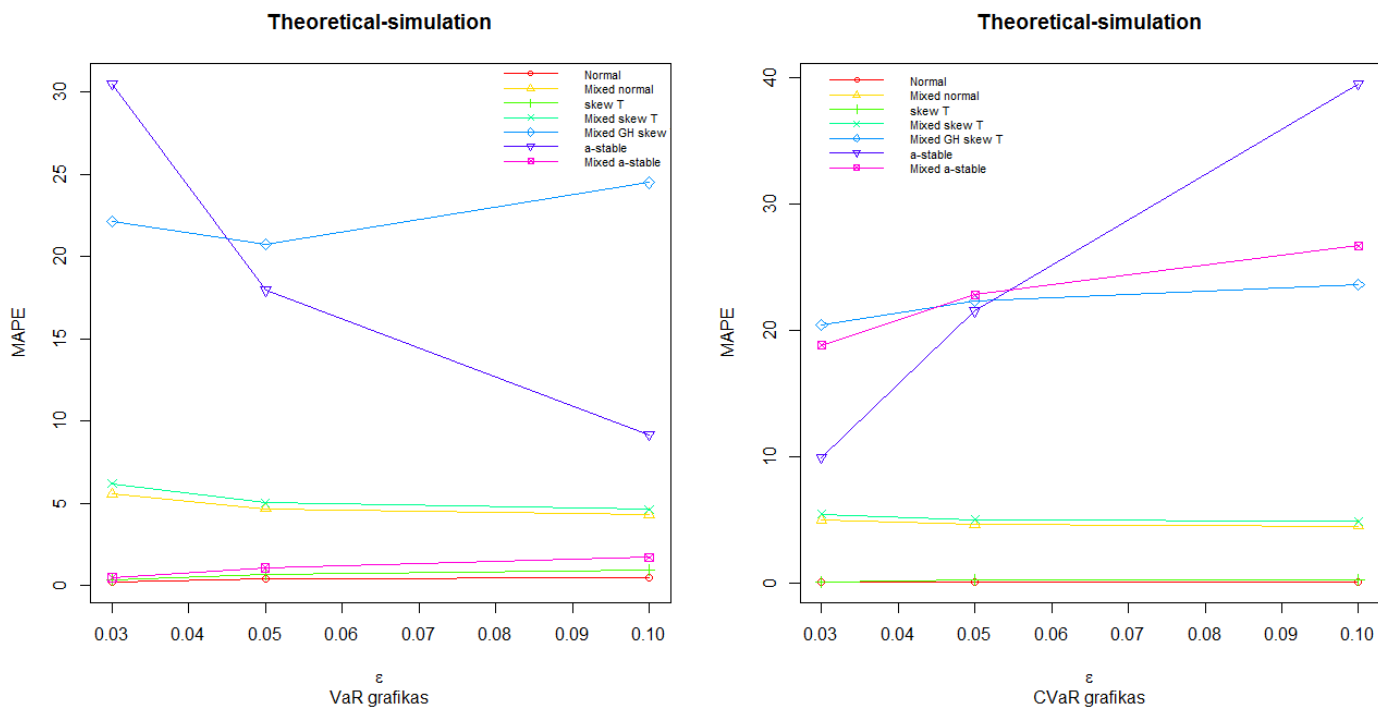 Theoretical-simulation
Normal
Mixed normal
skew T
Mixed skew T
Mixed GH skew
a-stable
Mixed a-stable
MAPE
30
25
20
15
10
5
0
0.03 0.04 0.05 0.06 0.07 0.08 0.09 0.10
ε
VaR grafikas
Theoretical-simulation
Normal
Mixed normal
skew T
Mixed skew T
Mixed GH skew T
a-stable
Mixed a-stable
MAPE
40
30
20
10
0
0.03 0.04 0.05 0.06 0.07 0.08 0.09 0.10
ε
CVaR grafikas